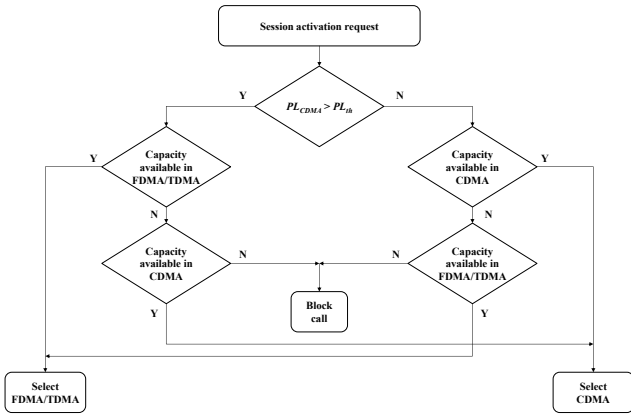 Session activation request
Y
PL_CDMA > PL_th
N
Y
Capacity
available in
FDMA/TDMA
Capacity
available in
CDMA
Y
N
N
Capacity
available in
CDMA
N
N
Capacity
available in
FDMA/TDMA
Block
call
Y
Y
Select
FDMA/TDMA
Select
CDMA